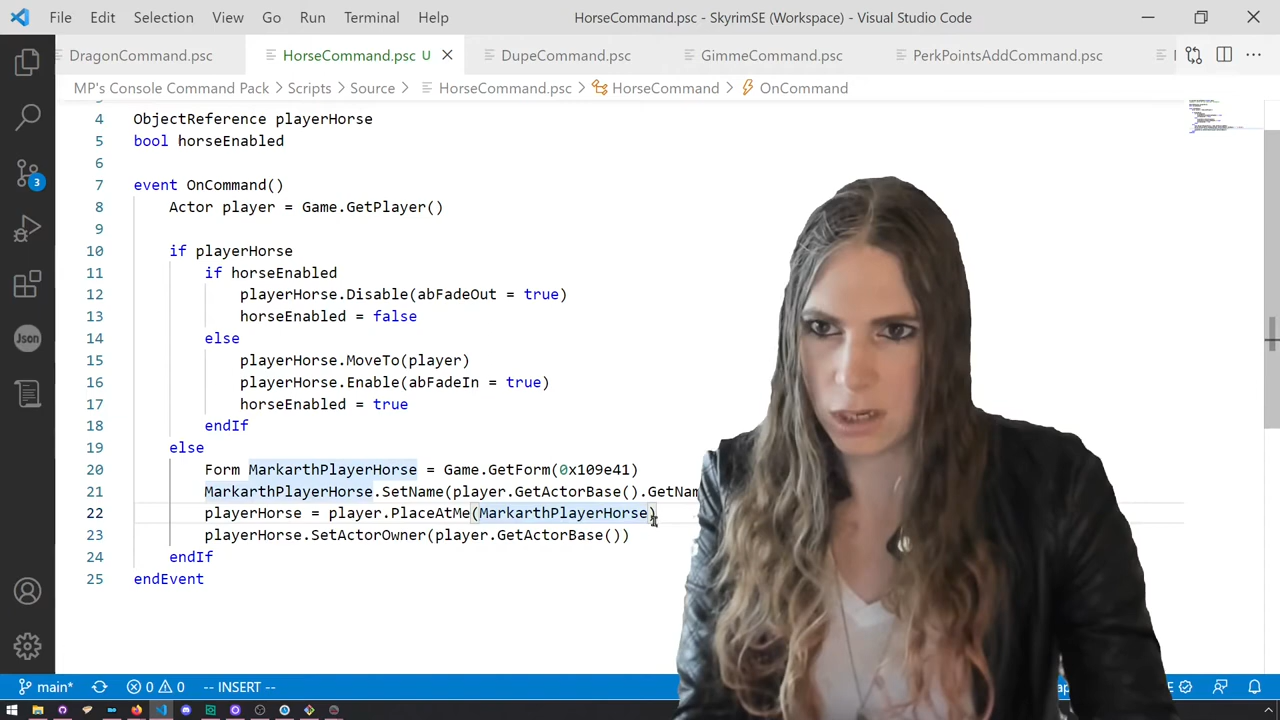 File Edit Selection View Go Run Terminal Help HorseCommand.psc - SkyrimSE (Workspace) - Visual Studio Code
DragonCommand.psc HorseCommand.psc U DupeCommand.psc GimmeCommand.psc PerkPointsAddCommand.psc
MP's Console Command Pack > Scripts > Source > HorseCommand.psc > HorseCommand > OnCommand
4 ObjectReference playerHorse
5 bool horseEnabled
6
7 event OnCommand()
8 Actor player = Game.GetPlayer()
9
10 if playerHorse
11 if horseEnabled
12 playerHorse.Disable(abFadeOut = true)
13 horseEnabled = false
14 else
15 playerHorse.MoveTo(player)
16 playerHorse.Enable(abFadeIn = true)
17 horseEnabled = true
18 endIf
19 else
20 Form MarkarthPlayerHorse = Game.GetForm(0x109e41)
21 MarkarthPlayerHorse.SetName(player.GetActorBase().GetNam
22 playerHorse = player.PlaceAtMe(MarkarthPlayerHorse)
23 playerHorse.SetActorOwner(player.GetActorBase())
24 endIf
25 endEvent
Json
3
main* 0 0 -- INSERT --